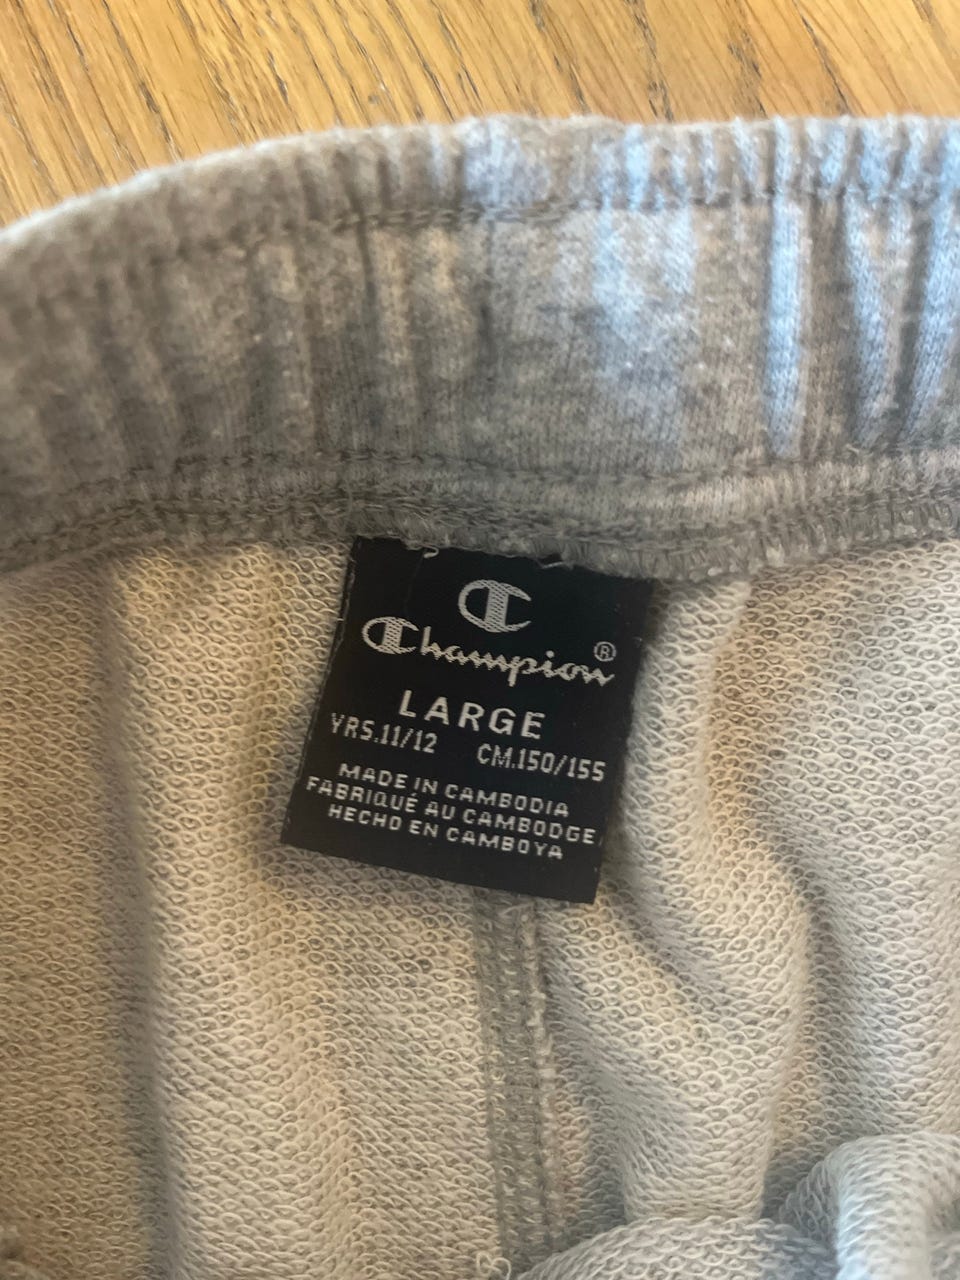 Champion®
LARGE
YRS.11/12 CM.150/155
MADE IN CAMBODIA
FABRIQUÉ AU CAMBODGE
HECHO EN CAMBOYA